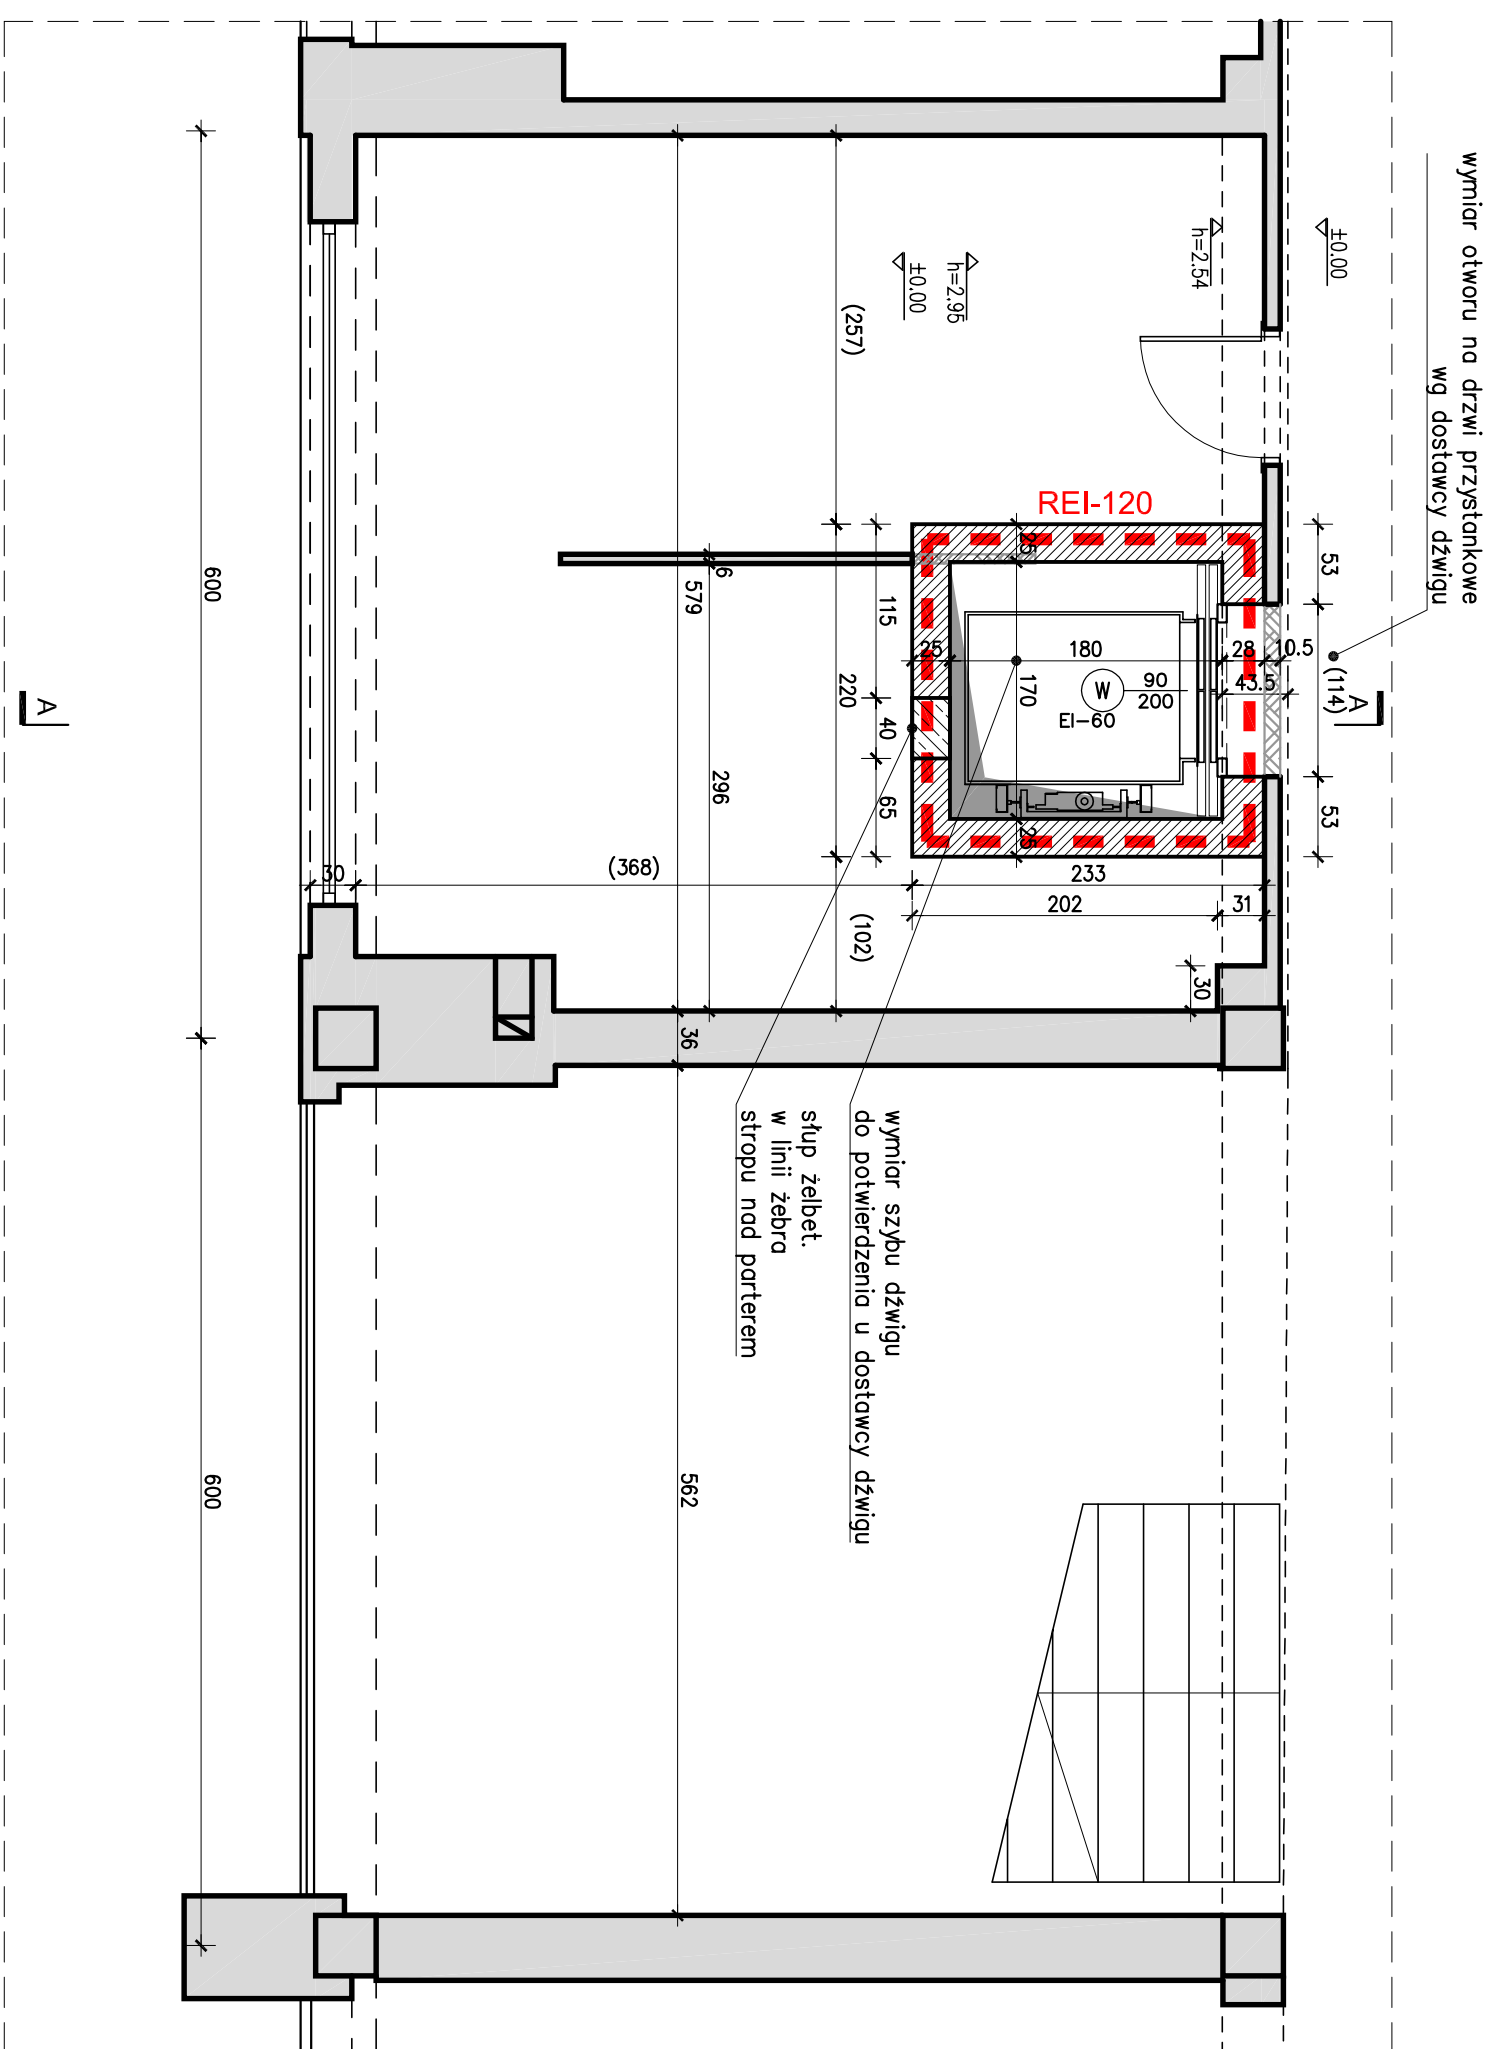 wymiar otworu na drzwi przystankowe
wg dostawcy dźwigu
±0.00
h=2.54
h=2.95
±0.00
(257)
REI-120
53
(114)
53
A
A
10.5
28
43.5
180
25
25
25
170
W
90
200
EI-60
115
40
65
220
6
579
296
(368)
30
233
202
31
(102)
30
36
600
600
562
wymiar szybu dźwigu
do potwierdzenia u dostawcy dźwigu
słup żelbet.
w linii żebra
stropu nad parterem